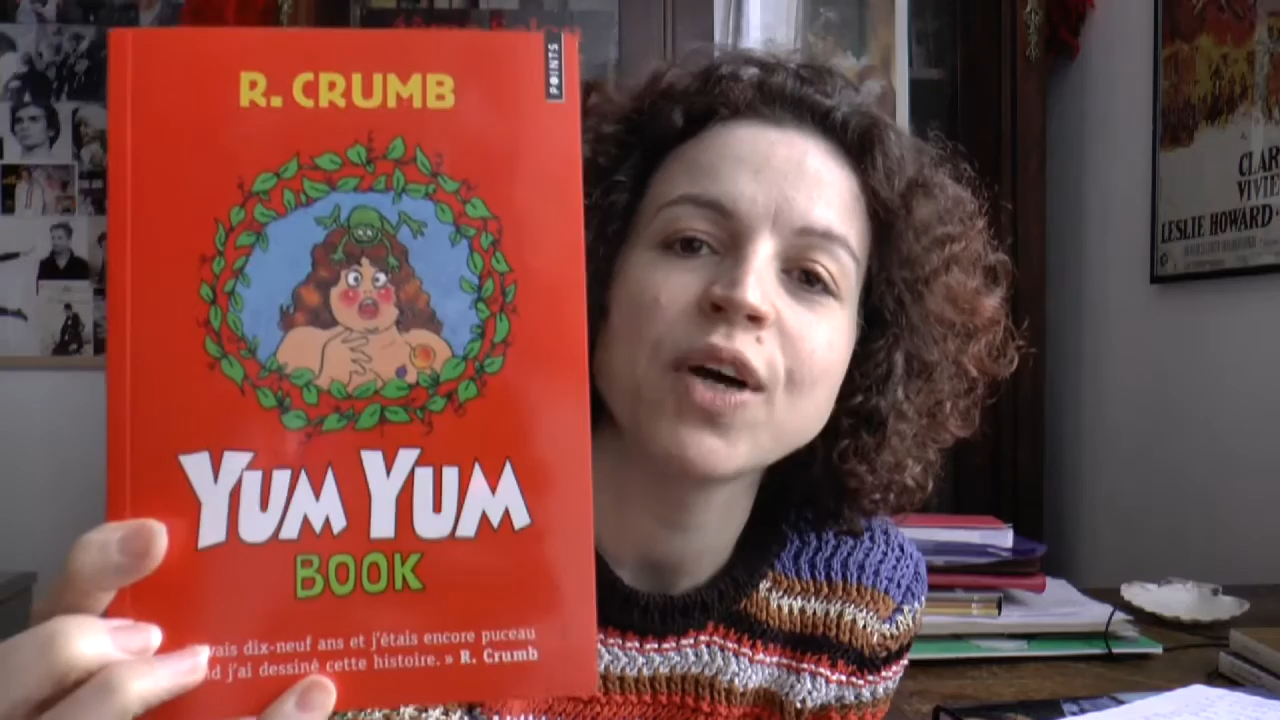 R. CRUMB
POINTS
YUM YUM
BOOK
vais dix-neuf ans et j'étais encore puceau
d j'ai dessiné cette histoire. » R. Crumb
CLAR
VIVIE
LESLIE HOWARD